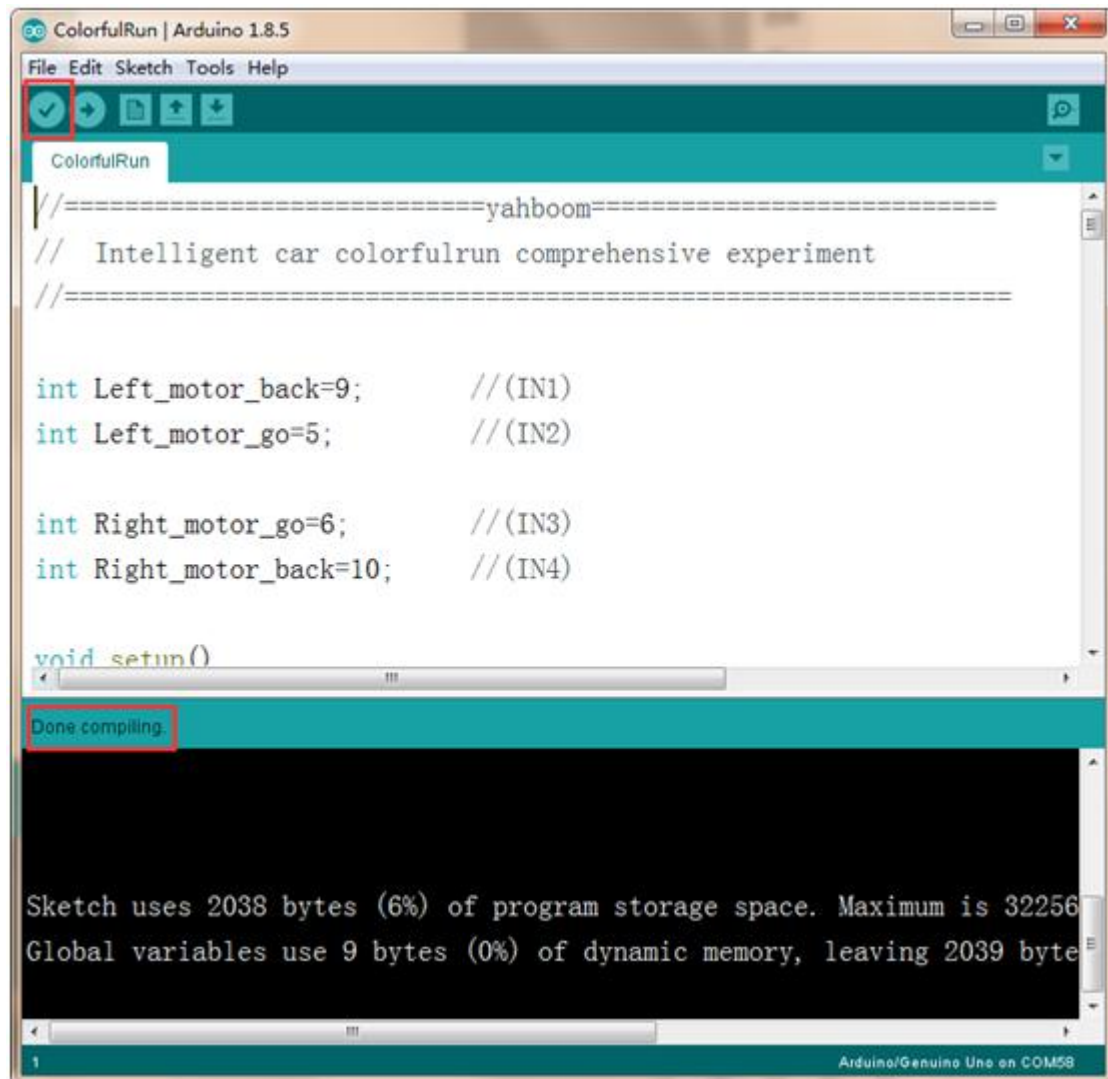 ColorfulRun | Arduino 1.8.5
File Edit Sketch Tools Help
ColorfulRun
//============================yahboom===========================
//  Intelligent car colorfulrun comprehensive experiment
//===============================================================
int Left_motor_back=9;       //(IN1)
int Left_motor_go=5;         //(IN2)
int Right_motor_go=6;        //(IN3)
int Right_motor_back=10;     //(IN4)
void setup()
Done compiling.
Sketch uses 2038 bytes (6%) of program storage space. Maximum is 32256
Global variables use 9 bytes (0%) of dynamic memory, leaving 2039 byte
1 Arduino/Genuino Uno on COM58